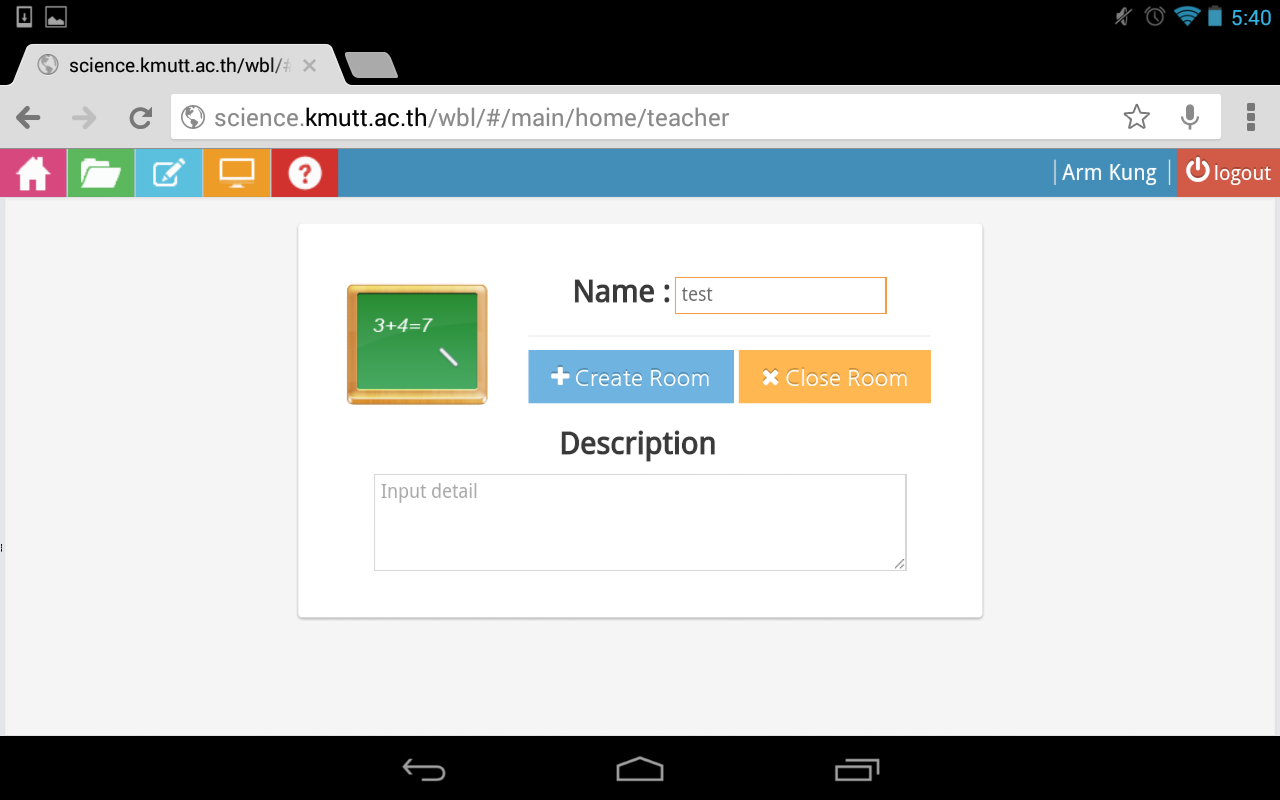 5:40
science.kmutt.ac.th/wbl/#
science.kmutt.ac.th/wbl/#/main/home/teacher
Arm Kung
logout
Name : test
3+4=7
Create Room
Close Room
Description
Input detail